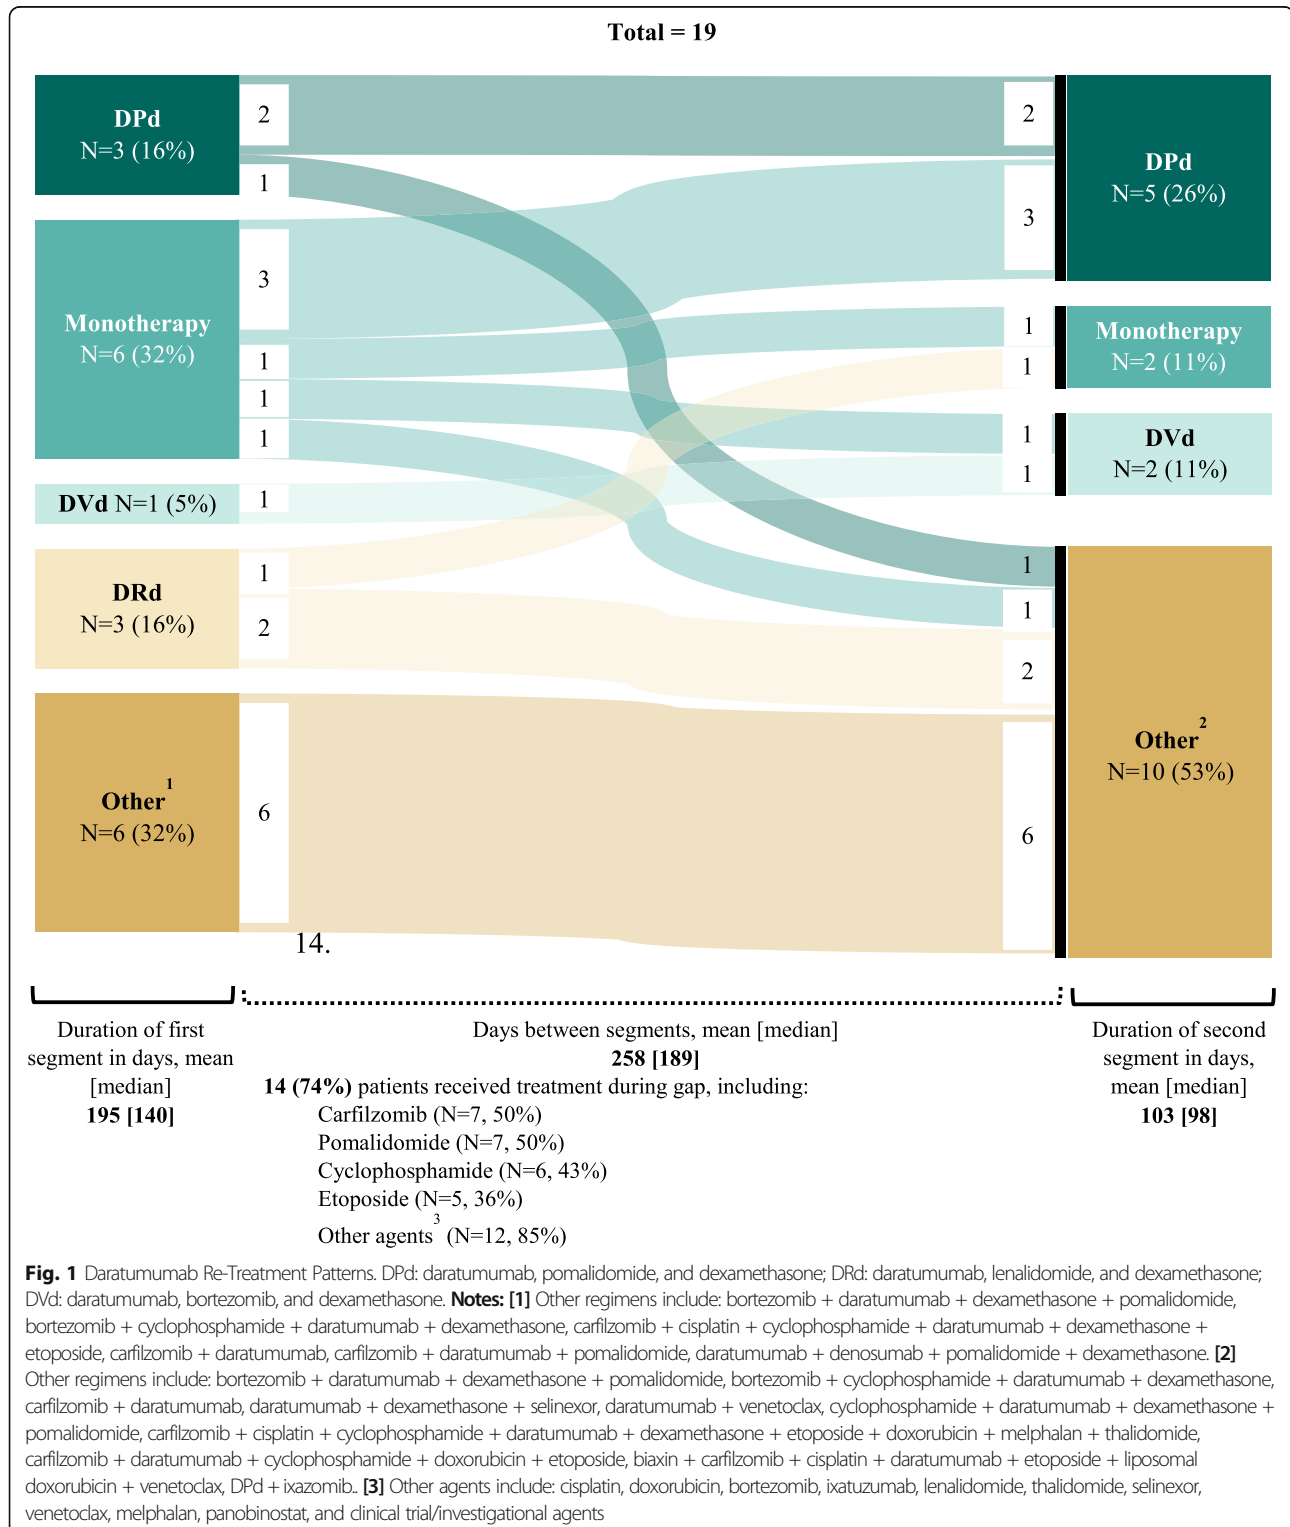 Total = 19
DPd
N=3 (16%)
2
1
2
3
DPd
N=5 (26%)
Monotherapy
N=6 (32%)
3
1
1
1
1
1
Monotherapy
N=2 (11%)
DVd N=1 (5%)
1
1
1
DVd
N=2 (11%)
DRd
N=3 (16%)
1
2
1
1
2
Other1
N=6 (32%)
6
6
Other2
N=10 (53%)
14.
Duration of first
segment in days, mean
[median]
195 [140]
Days between segments, mean [median]
258 [189]
14 (74%) patients received treatment during gap, including:
Carfilzomib (N=7, 50%)
Pomalidomide (N=7, 50%)
Cyclophosphamide (N=6, 43%)
Etoposide (N=5, 36%)
Other agents3 (N=12, 85%)
Duration of second
segment in days,
mean [median]
103 [98]
Fig. 1 Daratumumab Re-Treatment Patterns. DPd: daratumumab, pomalidomide, and dexamethasone; DRd: daratumumab, lenalidomide, and dexamethasone;
DVd: daratumumab, bortezomib, and dexamethasone. Notes: [1] Other regimens include: bortezomib + daratumumab + dexamethasone + pomalidomide,
bortezomib + cyclophosphamide + daratumumab + dexamethasone, carfilzomib + cisplatin + cyclophosphamide + daratumumab + dexamethasone +
etoposide, carfilzomib + daratumumab, carfilzomib + daratumumab + pomalidomide, daratumumab + denosumab + pomalidomide + dexamethasone. [2]
Other regimens include: bortezomib + daratumumab + dexamethasone + pomalidomide, bortezomib + cyclophosphamide + daratumumab + dexamethasone,
carfilzomib + daratumumab, daratumumab + dexamethasone + selinexor, daratumumab + venetoclax, cyclophosphamide + daratumumab + dexamethasone +
pomalidomide, carfilzomib + cisplatin + cyclophosphamide + daratumumab + dexamethasone + etoposide + doxorubicin + melphalan + thalidomide,
carfilzomib + daratumumab + cyclophosphamide + doxorubicin + etoposide, biaxin + carfilzomib + cisplatin + daratumumab + etoposide + liposomal
doxorubicin + venetoclax, DPd + ixazomib.. [3] Other agents include: cisplatin, doxorubicin, bortezomib, ixatuzumab, lenalidomide, thalidomide, selinexor,
venetoclax, melphalan, panobinostat, and clinical trial/investigational agents